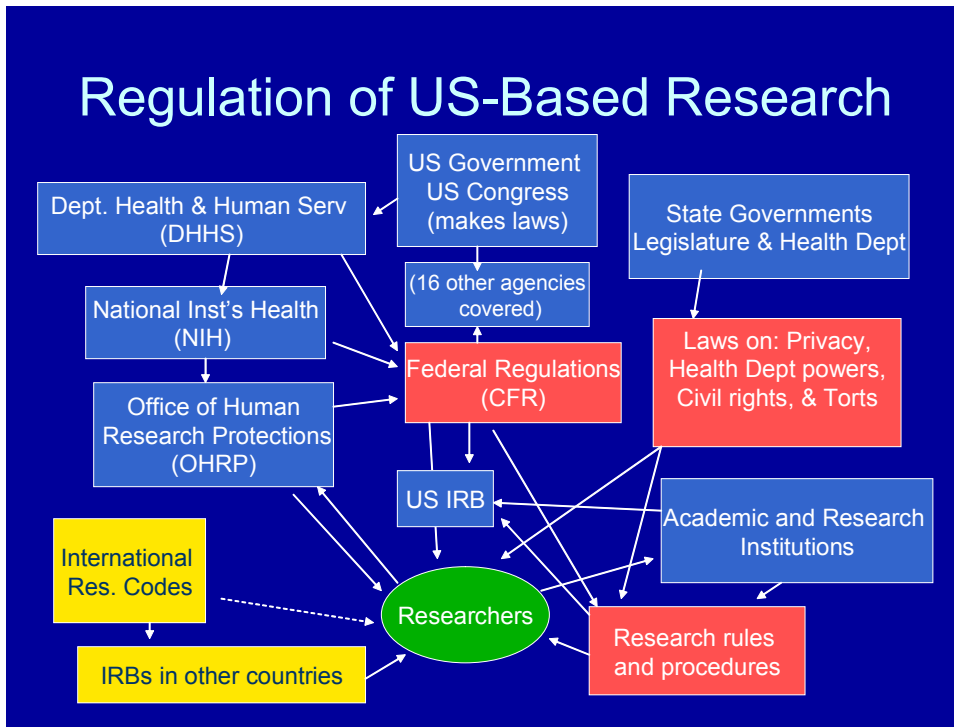 Regulation of US-Based Research
US Government
US Congress
(makes laws)
Dept. Health & Human Serv
(DHHS)
State Governments
Legislature & Health Dept
(16 other agencies
covered)
National Inst's Health
(NIH)
Laws on: Privacy,
Health Dept powers,
Civil rights, & Torts
Federal Regulations
(CFR)
Office of Human
Research Protections
(OHRP)
US IRB
Academic and Research
Institutions
International
Res. Codes
Researchers
Research rules
and procedures
IRBs in other countries